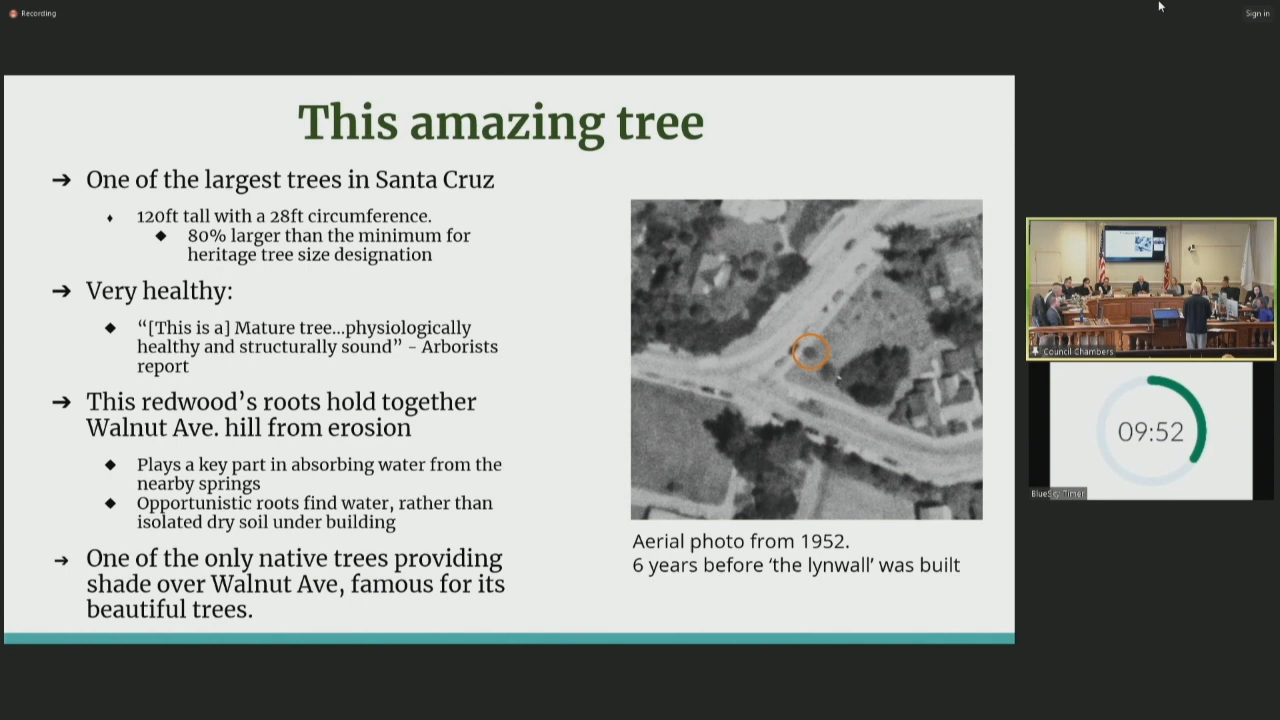 Recording
Sign in
This amazing tree
➔ One of the largest trees in Santa Cruz
♦ 120ft tall with a 28ft circumference.
◆ 80% larger than the minimum for
heritage tree size designation
➔ Very healthy:
◆ “[This is a] Mature tree...physiologically
healthy and structurally sound” - Arborists
report
➔ This redwood’s roots hold together
Walnut Ave. hill from erosion
◆ Plays a key part in absorbing water from the
nearby springs
◆ Opportunistic roots find water, rather than
isolated dry soil under building
➔ One of the only native trees providing
shade over Walnut Ave, famous for its
beautiful trees.
Aerial photo from 1952.
6 years before ‘the lynwall’ was built
Council Chambers
09:52
BlueSky Timer